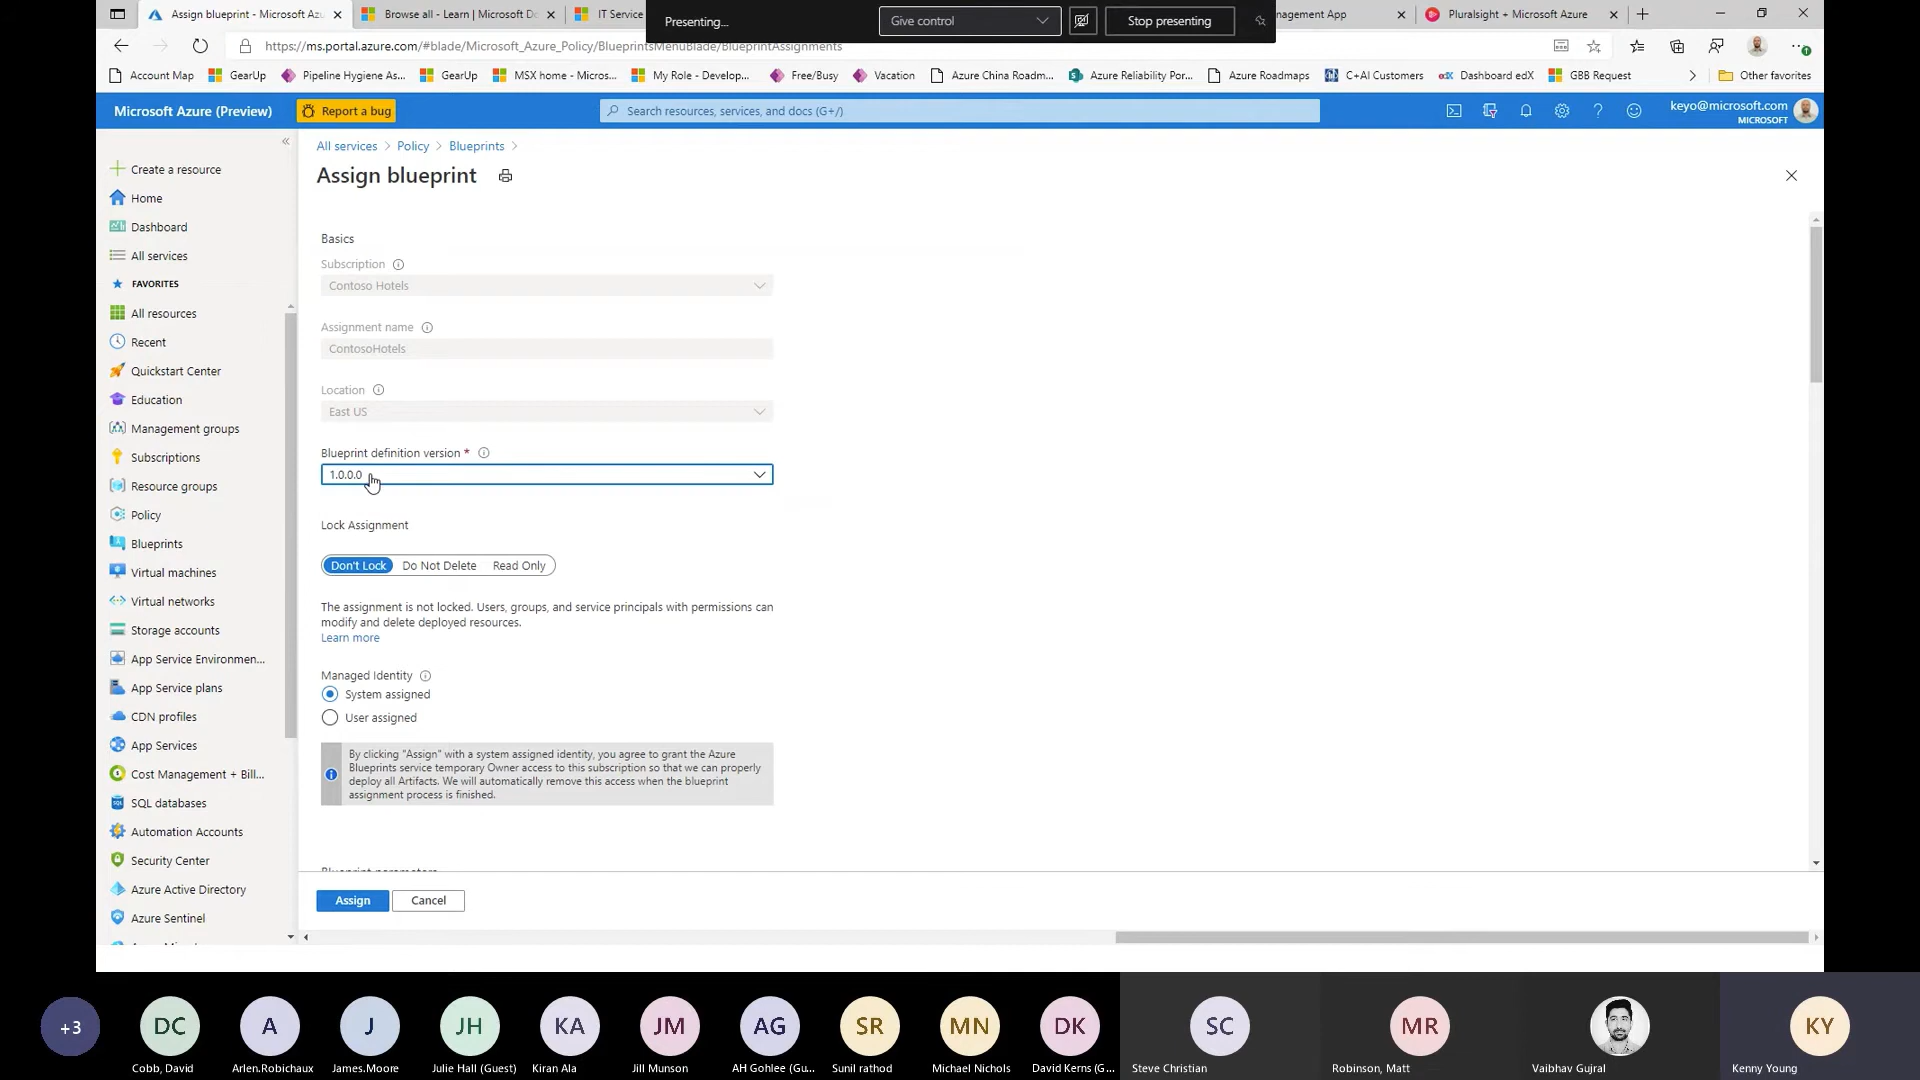 Assign blueprint - Microsoft Azu
Browse all - Learn | Microsoft Do
IT Service
Presenting...
Give control
Stop presenting
nagement App
Pluralsight + Microsoft Azure
https://ms.portal.azure.com/#blade/Microsoft_Azure_Policy/BlueprintsMenuBlade/BlueprintAssignments
Account Map
GearUp
Pipeline Hygiene As...
GearUp
MSX home - Micros...
My Role - Develop...
Free/Busy
Vacation
Azure China Roadm...
Azure Reliability Por...
Azure Roadmaps
C+AI Customers
edX Dashboard edX
GBB Request
Other favorites
Microsoft Azure (Preview)
Report a bug
Search resources, services, and docs (G+/)
keyo@microsoft.com
MICROSOFT
Create a resource
Home
Dashboard
All services
FAVORITES
All resources
Recent
Quickstart Center
Education
Management groups
Subscriptions
Resource groups
Policy
Blueprints
Virtual machines
Virtual networks
Storage accounts
App Service Environmen...
App Service plans
CDN profiles
App Services
Cost Management + Bill...
SQL databases
Automation Accounts
Security Center
Azure Active Directory
Azure Sentinel
All services > Policy > Blueprints >
Assign blueprint
Basics
Subscription
Contoso Hotels
Assignment name
ContosoHotels
Location
East US
Blueprint definition version *
1.0.0.0
Lock Assignment
Don't Lock
Do Not Delete
Read Only
The assignment is not locked. Users, groups, and service principals with permissions can
modify and delete deployed resources.
Learn more
Managed Identity
System assigned
User assigned
By clicking "Assign" with a system assigned identity, you agree to grant the Azure
Blueprints service temporary Owner access to this subscription so that we can properly
deploy all Artifacts. We will automatically remove this access when the blueprint
assignment process is finished.
Blueprint parameters
Assign
Cancel
+3
DC
Cobb, David
A
Arlen.Robichaux
J
James.Moore
JH
Julie Hall (Guest)
KA
Kiran Ala
JM
Jill Munson
AG
AH Gohlee (Gu...
SR
Sunil rathod
MN
Michael Nichols
DK
David Kerns (G...
SC
Steve Christian
MR
Robinson, Matt
Vaibhav Gujral
KY
Kenny Young